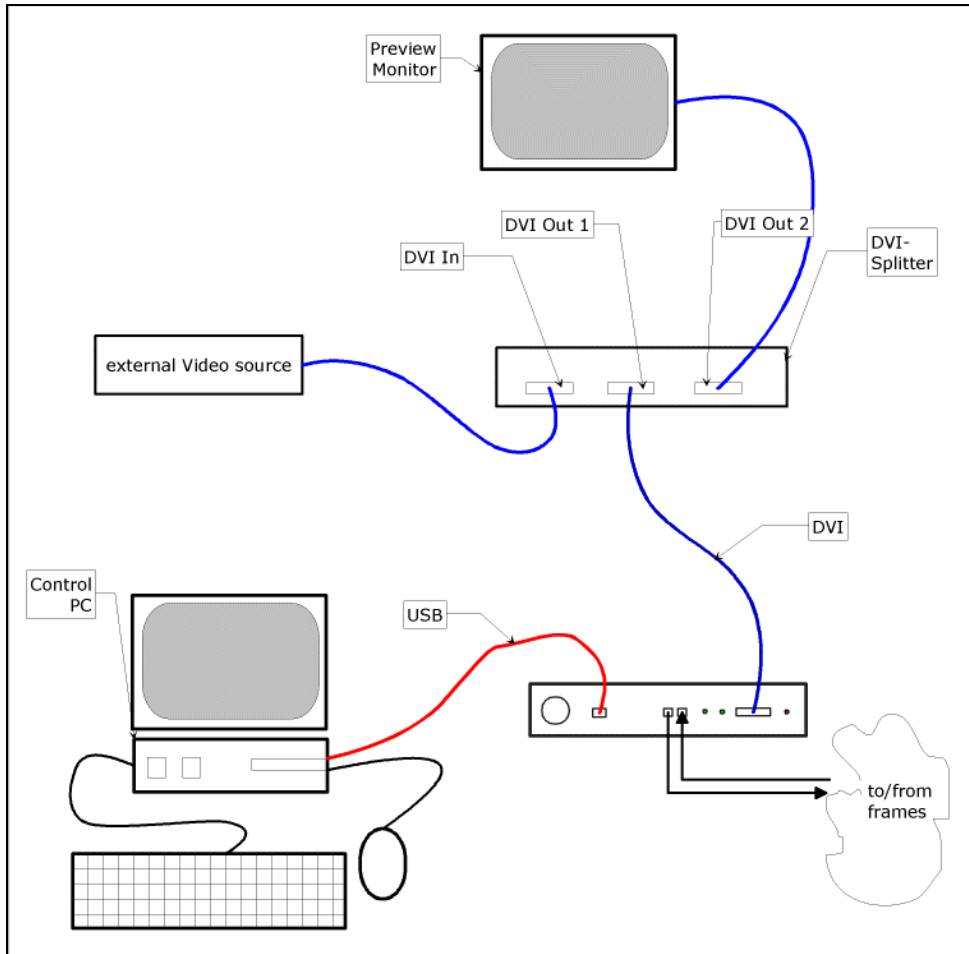 Preview
Monitor
DVI Out 1
DVI Out 2
DVI In
DVI-
Splitter
external Video source
DVI
Control
PC
USB
to/from
frames